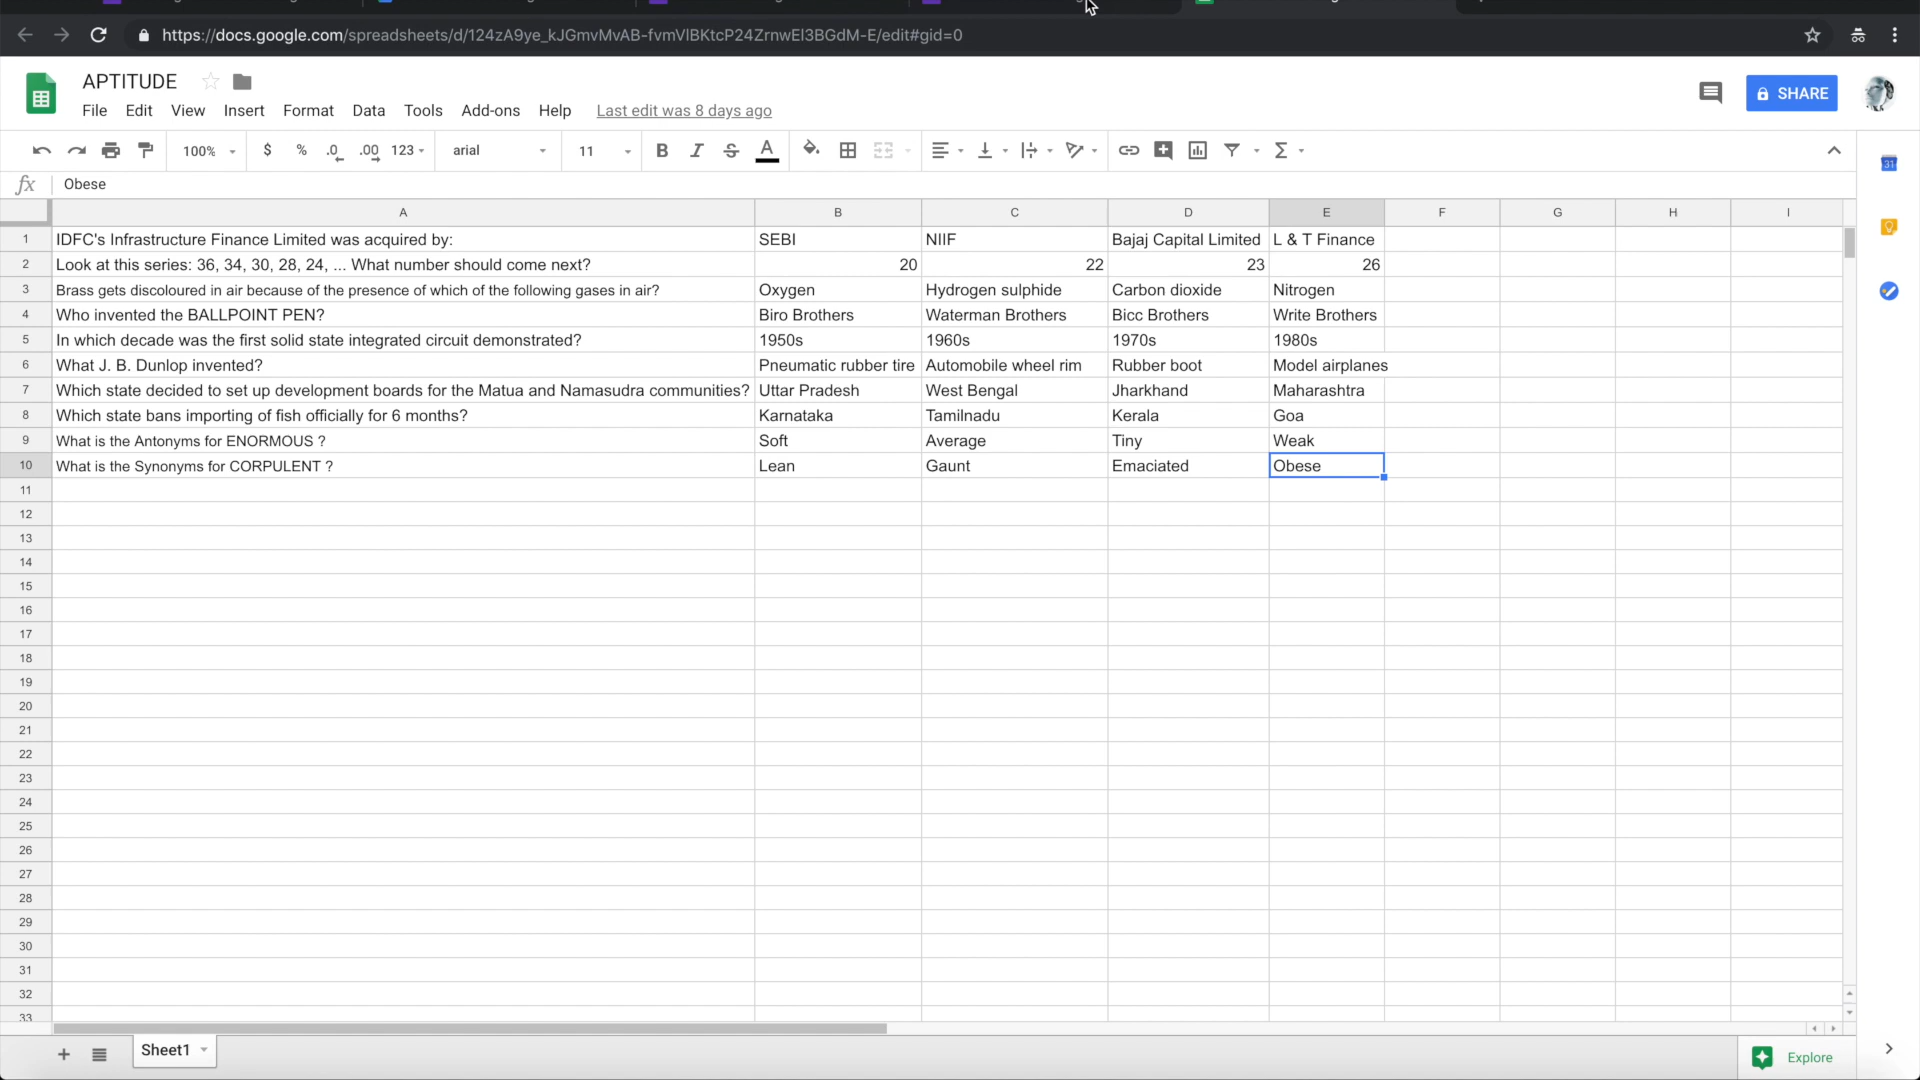 https://docs.google.com/spreadsheets/d/124zA9ye_kJGmvMvAB-fvmVlBKtcP24ZrnwEl3BGdM-E/edit#gid=0
APTITUDE
File Edit View Insert Format Data Tools Add-ons Help Last edit was 8 days ago
SHARE
100% $ % .0 .00 123 arial 11 B I S A Σ
31
fx Obese
A B C D E F G H I
1 IDFC's Infrastructure Finance Limited was acquired by: SEBI NIIF Bajaj Capital Limited L & T Finance
2 Look at this series: 36, 34, 30, 28, 24, ... What number should come next? 20 22 23 26
3 Brass gets discoloured in air because of the presence of which of the following gases in air? Oxygen Hydrogen sulphide Carbon dioxide Nitrogen
4 Who invented the BALLPOINT PEN? Biro Brothers Waterman Brothers Bicc Brothers Write Brothers
5 In which decade was the first solid state integrated circuit demonstrated? 1950s 1960s 1970s 1980s
6 What J. B. Dunlop invented? Pneumatic rubber tire Automobile wheel rim Rubber boot Model airplanes
7 Which state decided to set up development boards for the Matua and Namasudra communities? Uttar Pradesh West Bengal Jharkhand Maharashtra
8 Which state bans importing of fish officially for 6 months? Karnataka Tamilnadu Kerala Goa
9 What is the Antonyms for ENORMOUS ? Soft Average Tiny Weak
10 What is the Synonyms for CORPULENT ? Lean Gaunt Emaciated Obese
11
12
13
14
15
16
17
18
19
20
21
22
23
24
25
26
27
28
29
30
31
32
33
Sheet1
Explore